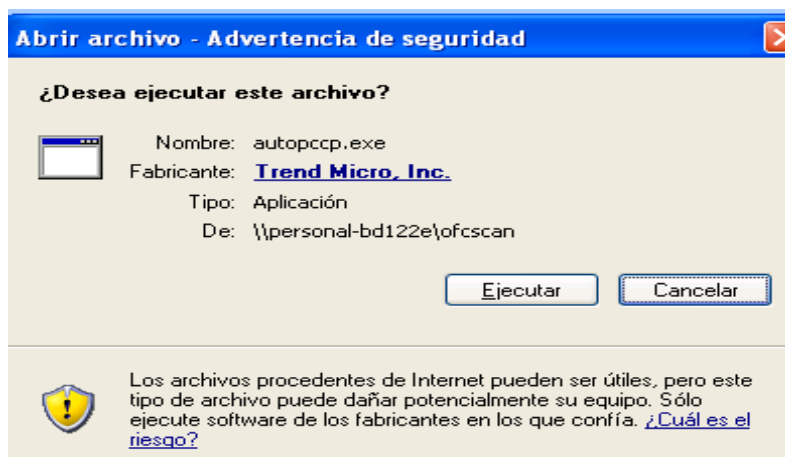 Abrir archivo - Advertencia de seguridad
¿Desea ejecutar este archivo?
Nombre: autopccp.exe
Fabricante: Trend Micro, Inc.
Tipo: Aplicación
De: \\personal-bd122e\ofcscan
Ejecutar Cancelar
Los archivos procedentes de Internet pueden ser útiles, pero este
tipo de archivo puede dañar potencialmente su equipo. Sólo
ejecute software de los fabricantes en los que confía. ¿Cuál es el
riesgo?